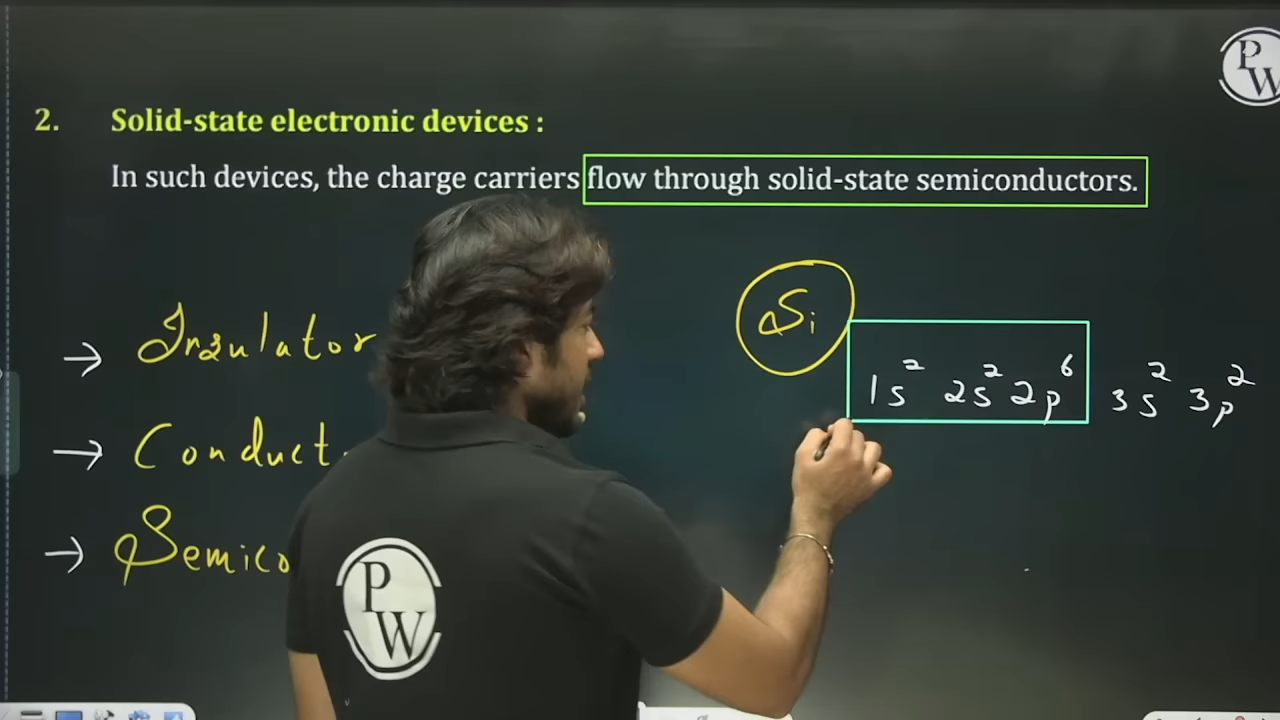 PW
2. Solid-state electronic devices :
In such devices, the charge carriers flow through solid-state semiconductors.
Si
→ Insulator
1s² 2s² 2p⁶ 3s² 3p²
→ Conduct
→ Semico
PW